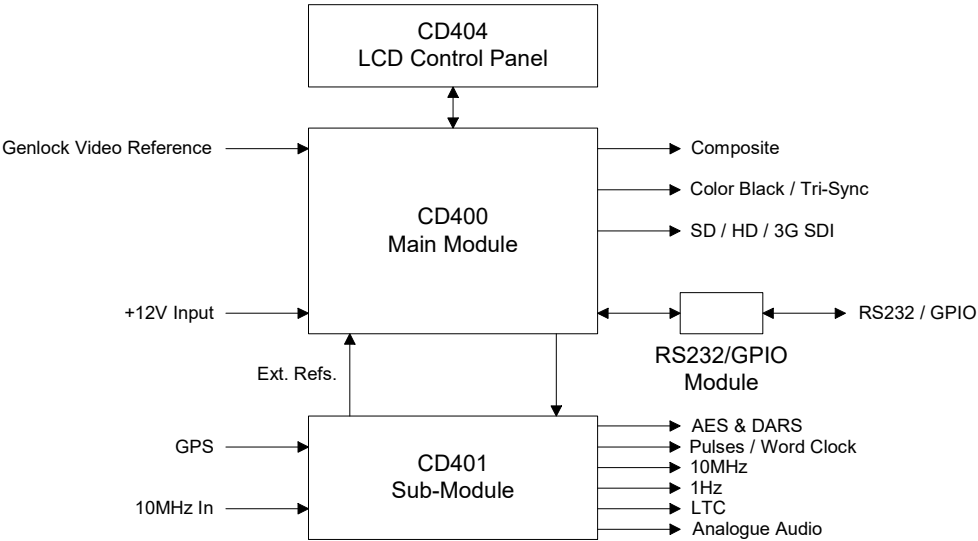 CD404
LCD Control Panel
Genlock Video Reference
Composite
Color Black / Tri-Sync
CD400
Main Module
SD / HD / 3G SDI
+12V Input
RS232 / GPIO
RS232/GPIO
Module
Ext. Refs.
AES & DARS
GPS
Pulses / Word Clock
CD401
Sub-Module
10MHz
1Hz
10MHz In
LTC
Analogue Audio